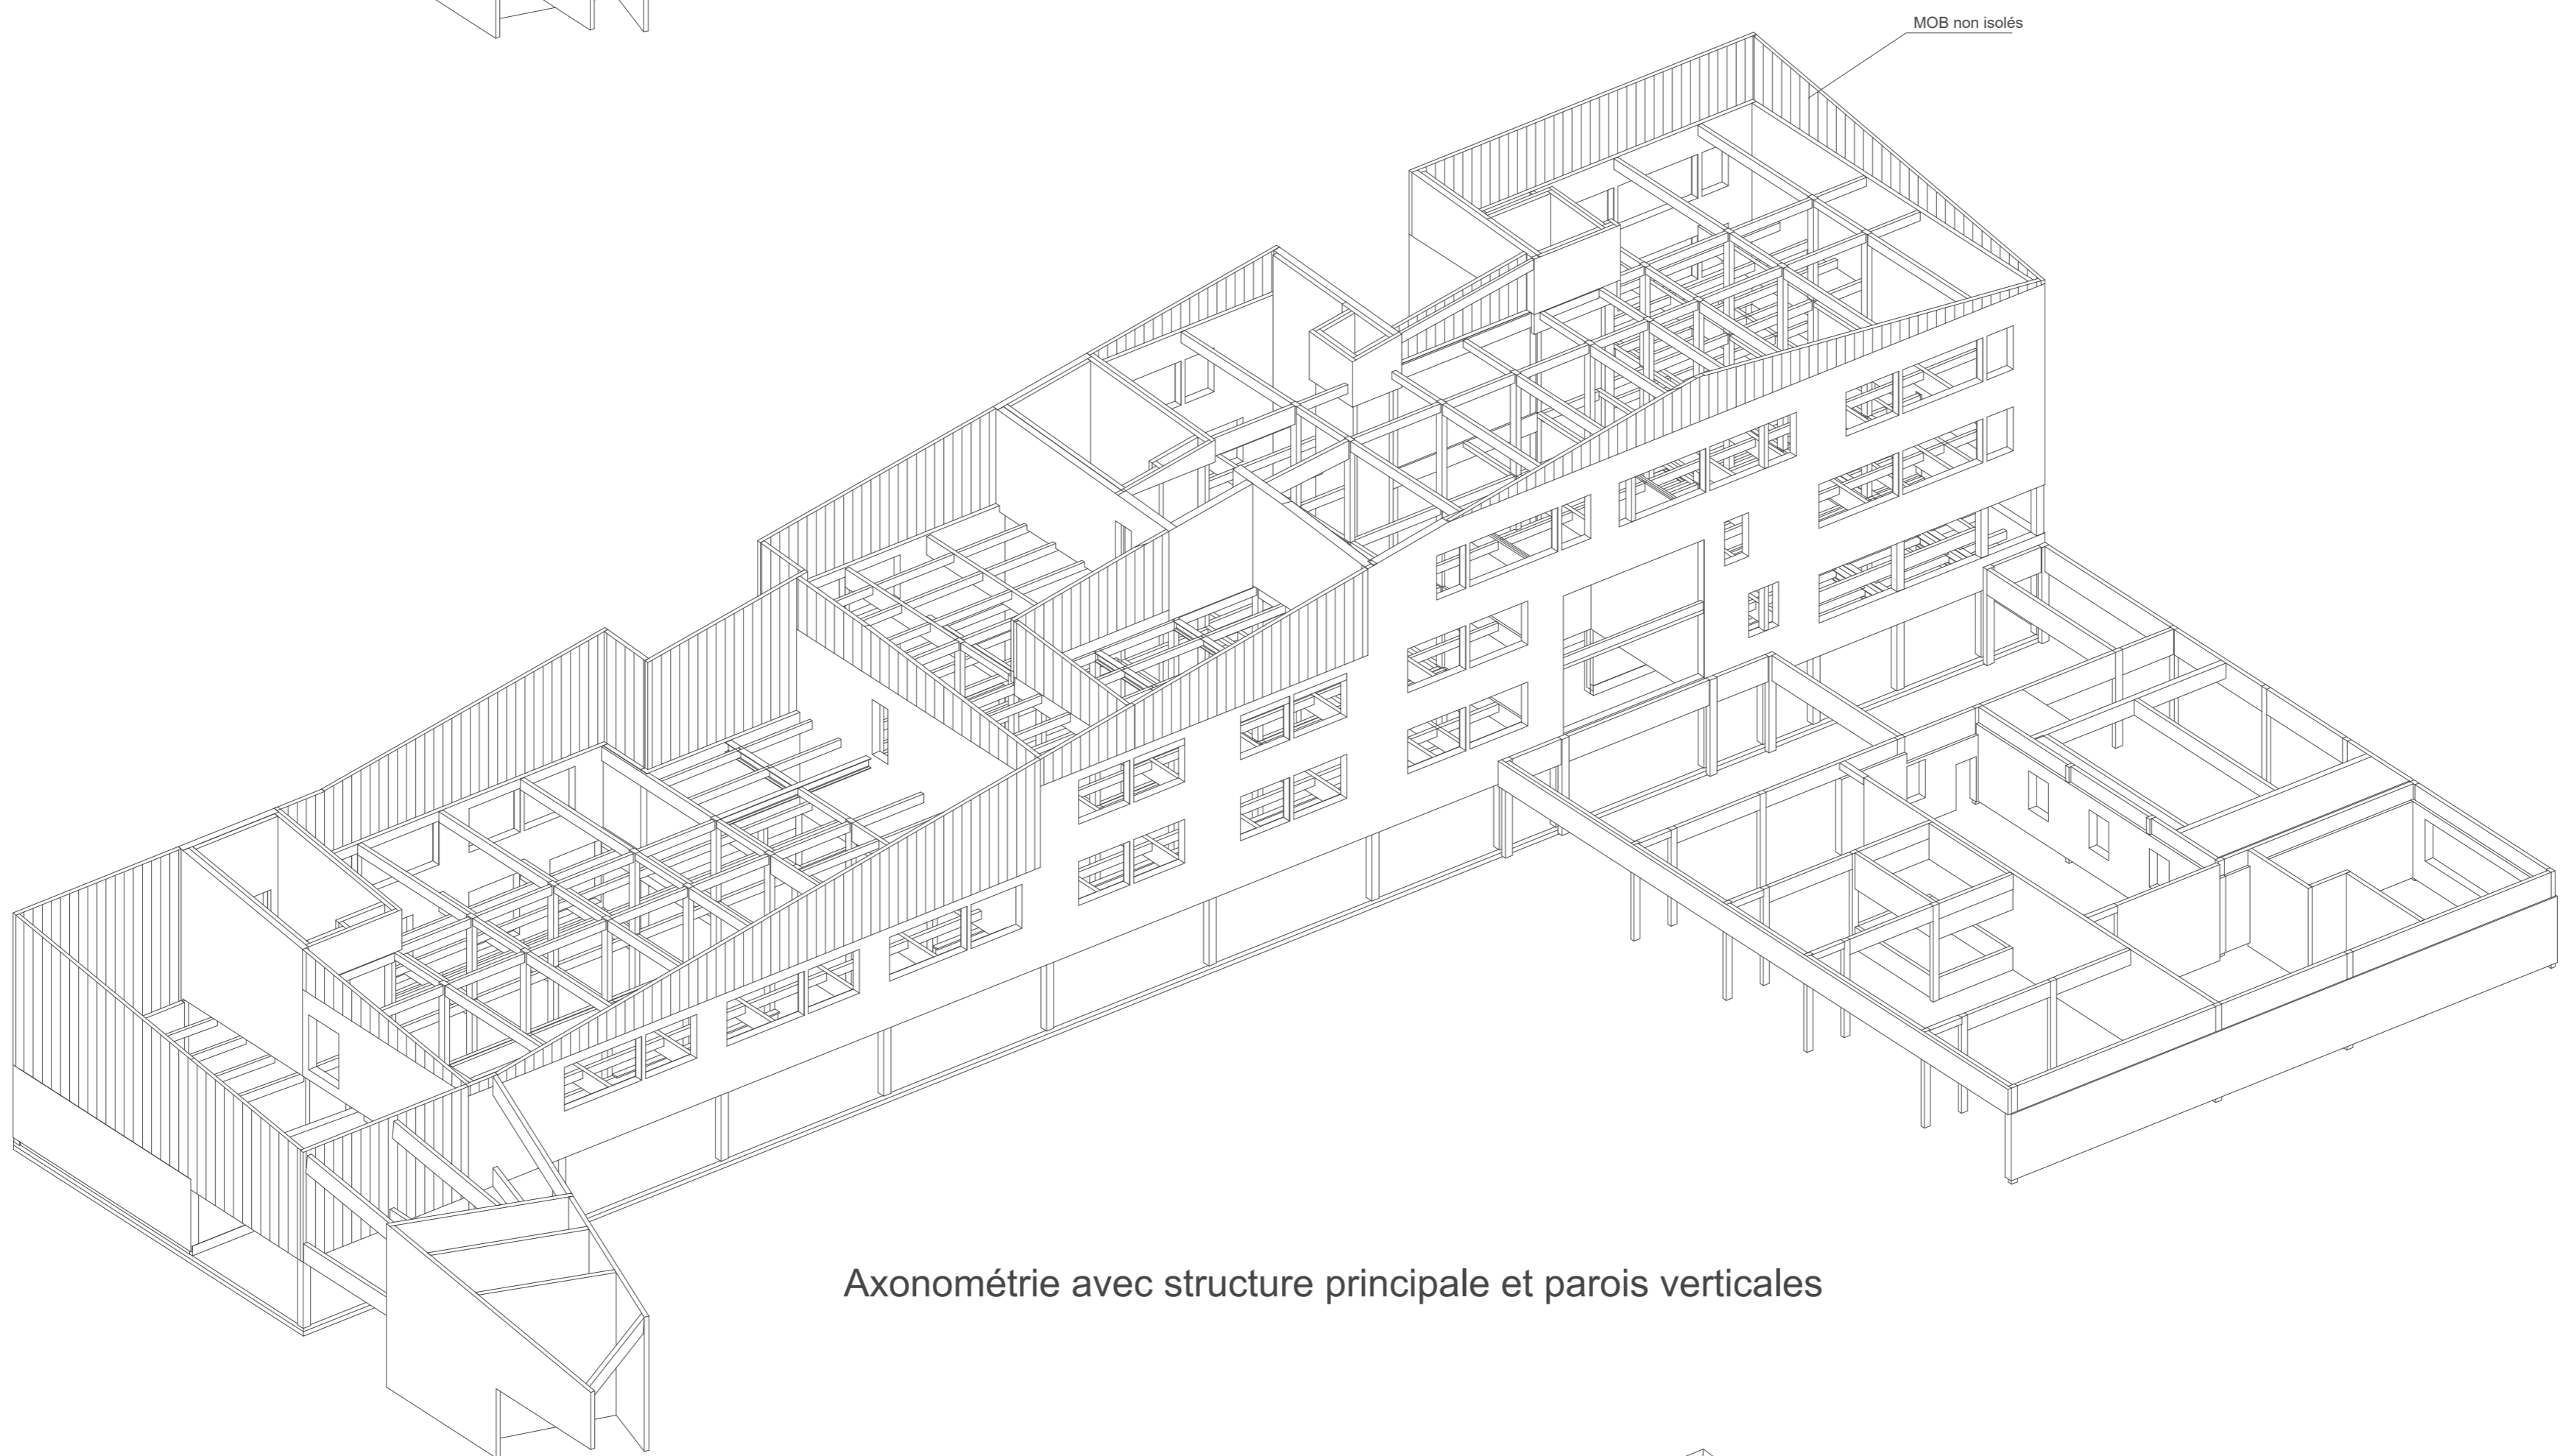 MOB non isolés
Axonométrie avec structure principale et parois verticales